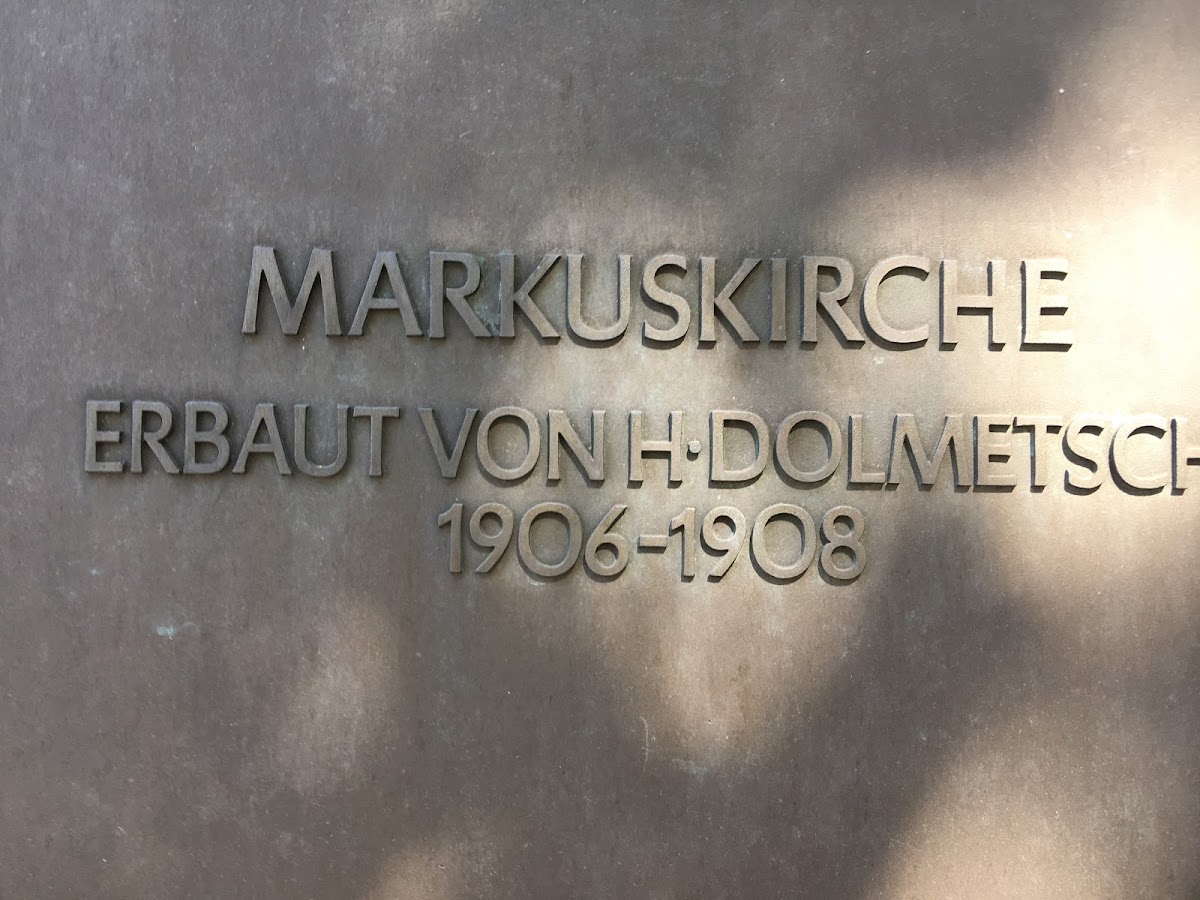 MARKUSKIRCHE
ERBAUT VON H·DOLMETSCH
1906-1908